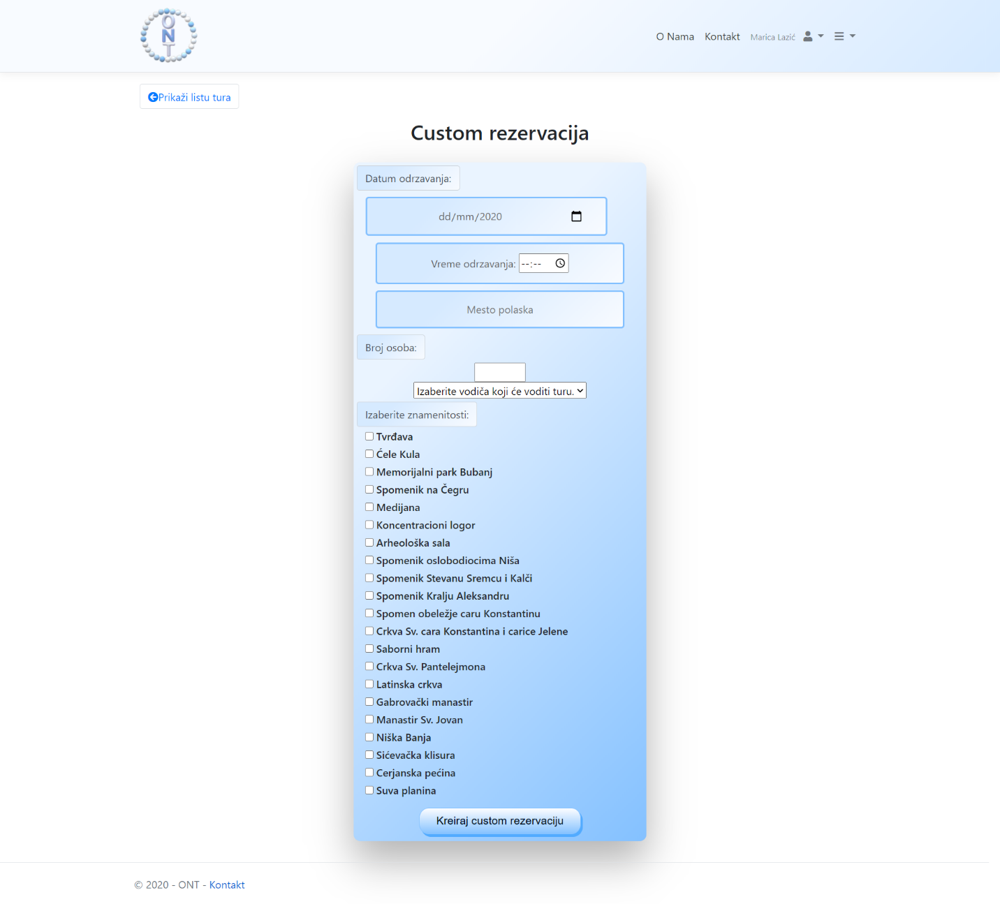 ONT
O Nama Kontakt Marica Lazić
Prikaži listu tura
Custom rezervacija
Datum odrzavanja:
dd/mm/2020
Vreme odrzavanja: --:--
Mesto polaska
Broj osoba:
Izaberite vodiča koji će voditi turu.
Izaberite znamenitosti:
Tvrđava
Ćele Kula
Memorijalni park Bubanj
Spomenik na Čegru
Medijana
Koncentracioni logor
Arheološka sala
Spomenik oslobodiocima Niša
Spomenik Stevanu Sremcu i Kalči
Spomenik Kralju Aleksandru
Spomen obeležje caru Konstantinu
Crkva Sv. cara Konstantina i carice Jelene
Saborni hram
Crkva Sv. Pantelejmona
Latinska crkva
Gabrovački manastir
Manastir Sv. Jovan
Niška Banja
Sićevačka klisura
Cerjanska pećina
Suva planina
Kreiraj custom rezervaciju
© 2020 - ONT - Kontakt